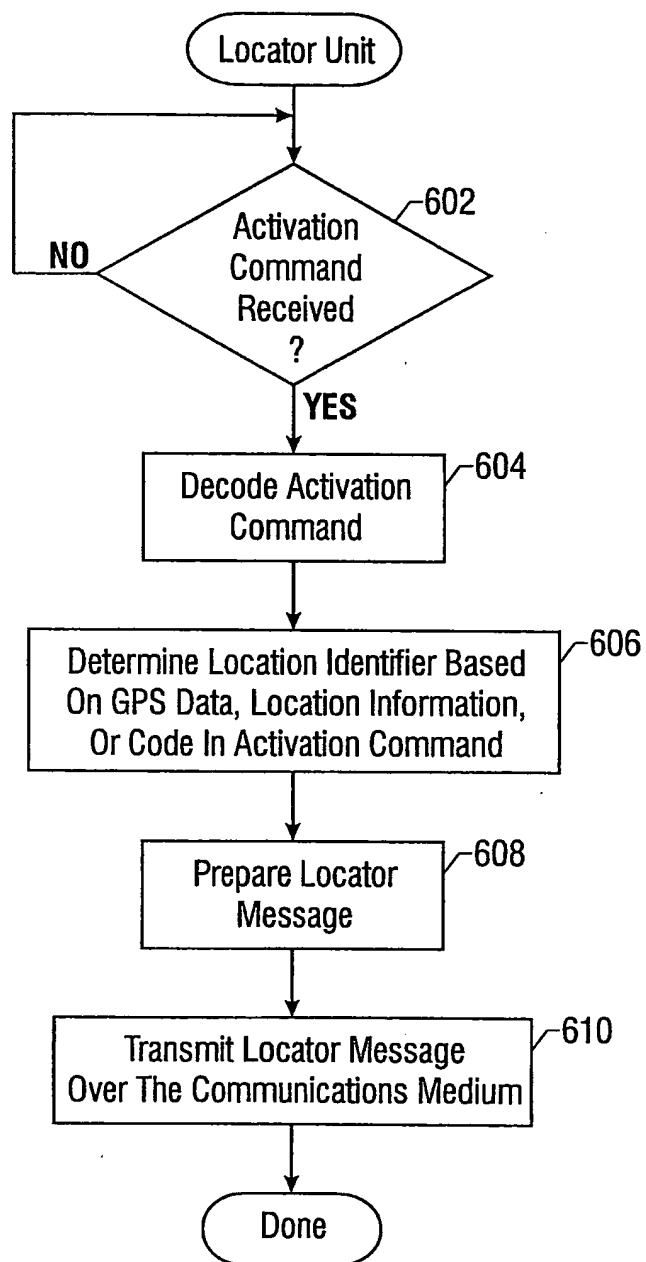 Locator Unit
602
Activation
Command
Received
?
NO
YES
604
Decode Activation
Command
606
Determine Location Identifier Based
On GPS Data, Location Information,
Or Code In Activation Command
608
Prepare Locator
Message
610
Transmit Locator Message
Over The Communications Medium
Done